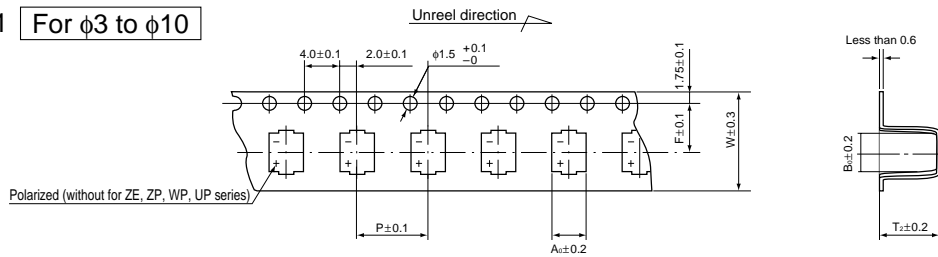 For ϕ3 to ϕ10
Unreel direction
4.0±0.1
2.0±0.1
ϕ1.5 +0.1 −0
1.75±0.1
F±0.1
W±0.3
− − − − − −
+ + + + + +
Polarized (without for ZE, ZP, WP, UP series)
P±0.1
A₀±0.2
Less than 0.6
B₀±0.2
T₂±0.2